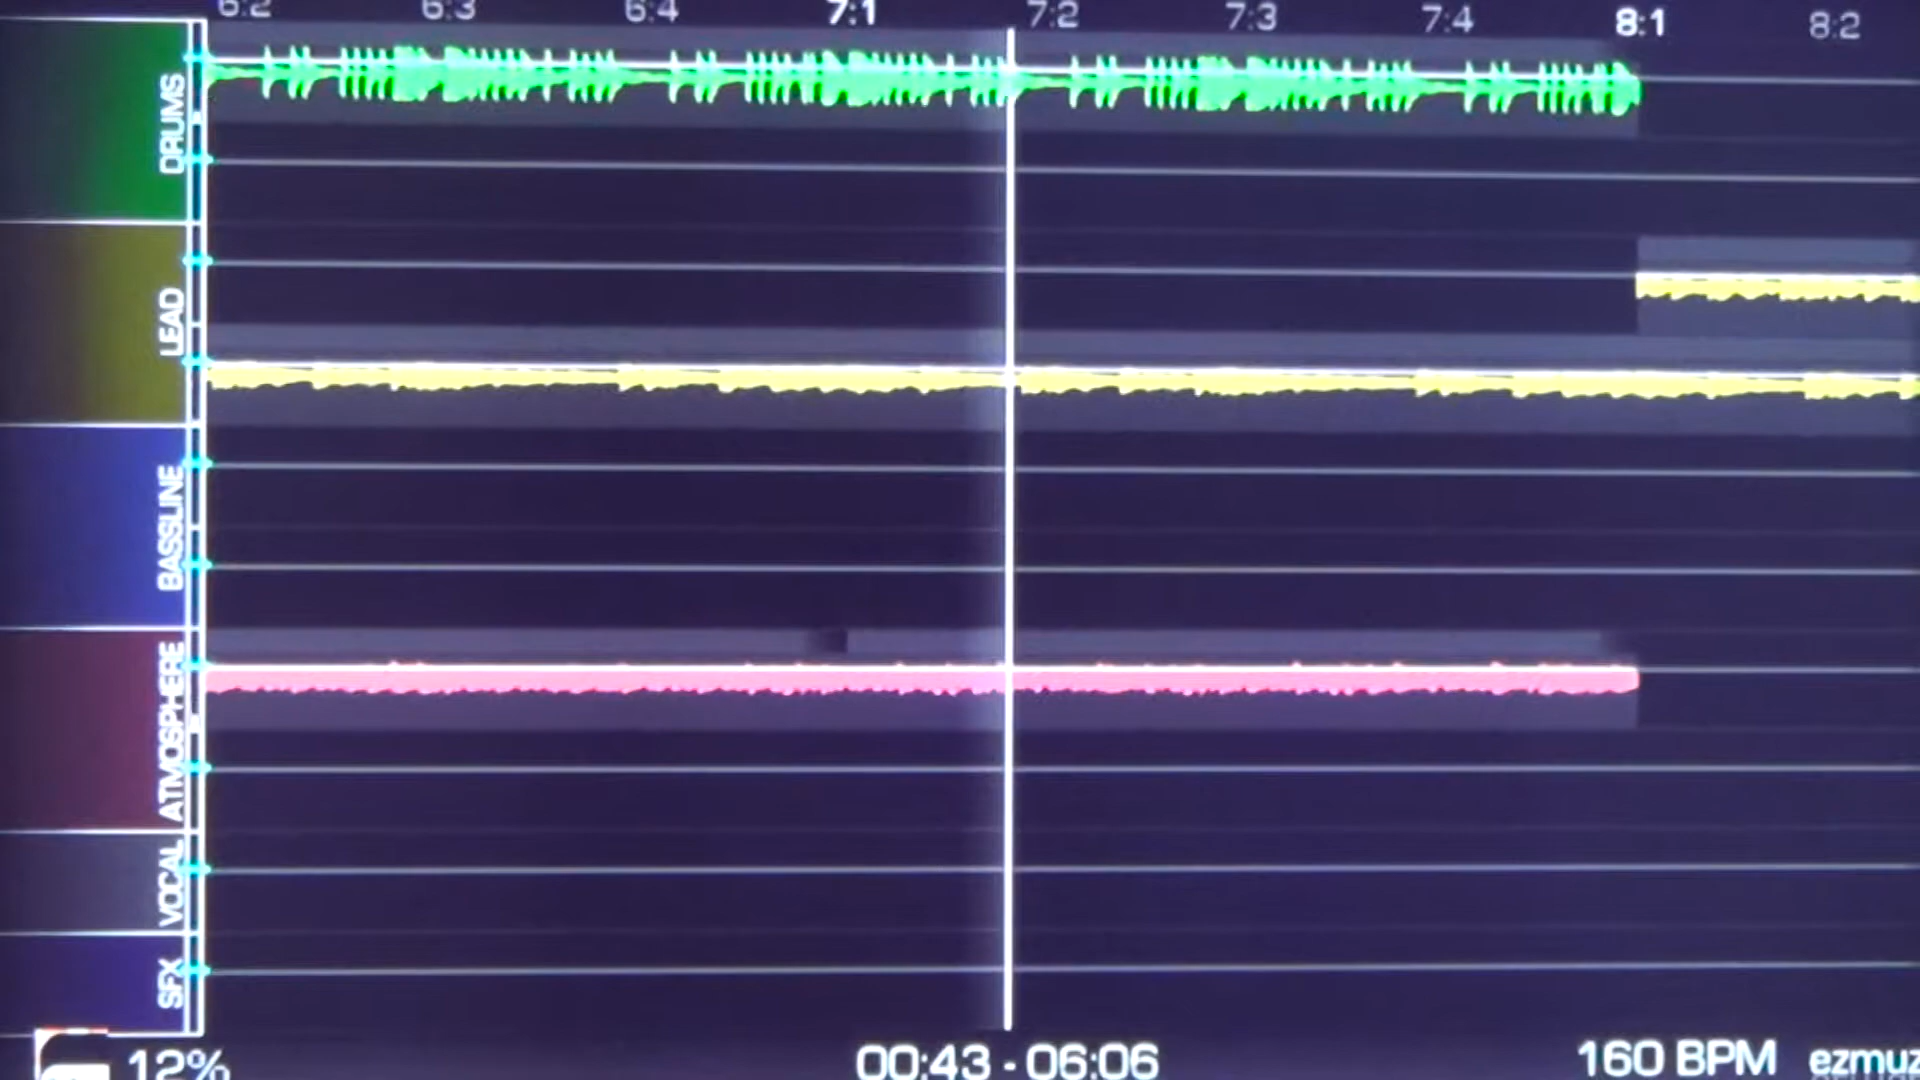 6:2 6:3 6:4 7:1 7:2 7:3 7:4 8:1 8:2
DRUMS
LEAD
BASSLINE
ATMOSPHERE
VOCAL
SFX
12% 00:43 - 06:06 160 BPM ezmuz